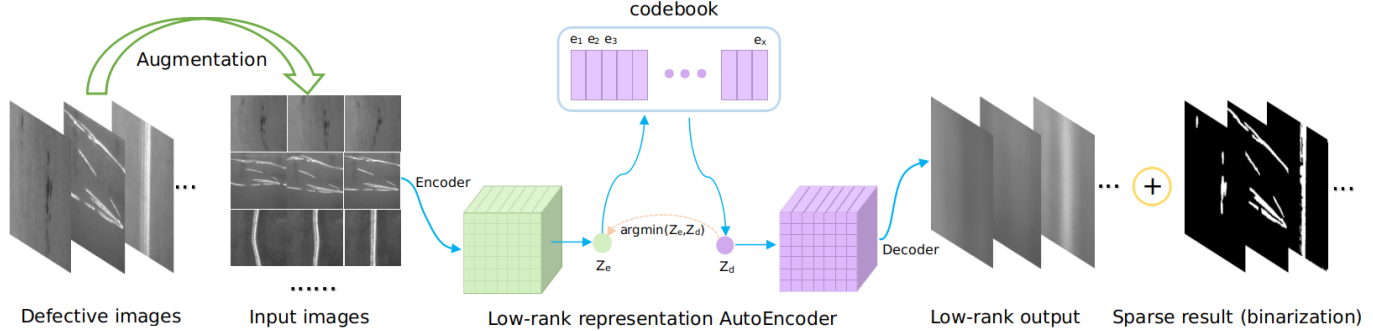 codebook
e1 e2 e3
ex
Augmentation
...
Encoder
argmin(Ze,Zd)
Ze
Zd
Decoder
...
+
...
......
Defective images
Input images
Low-rank representation AutoEncoder
Low-rank output
Sparse result (binarization)